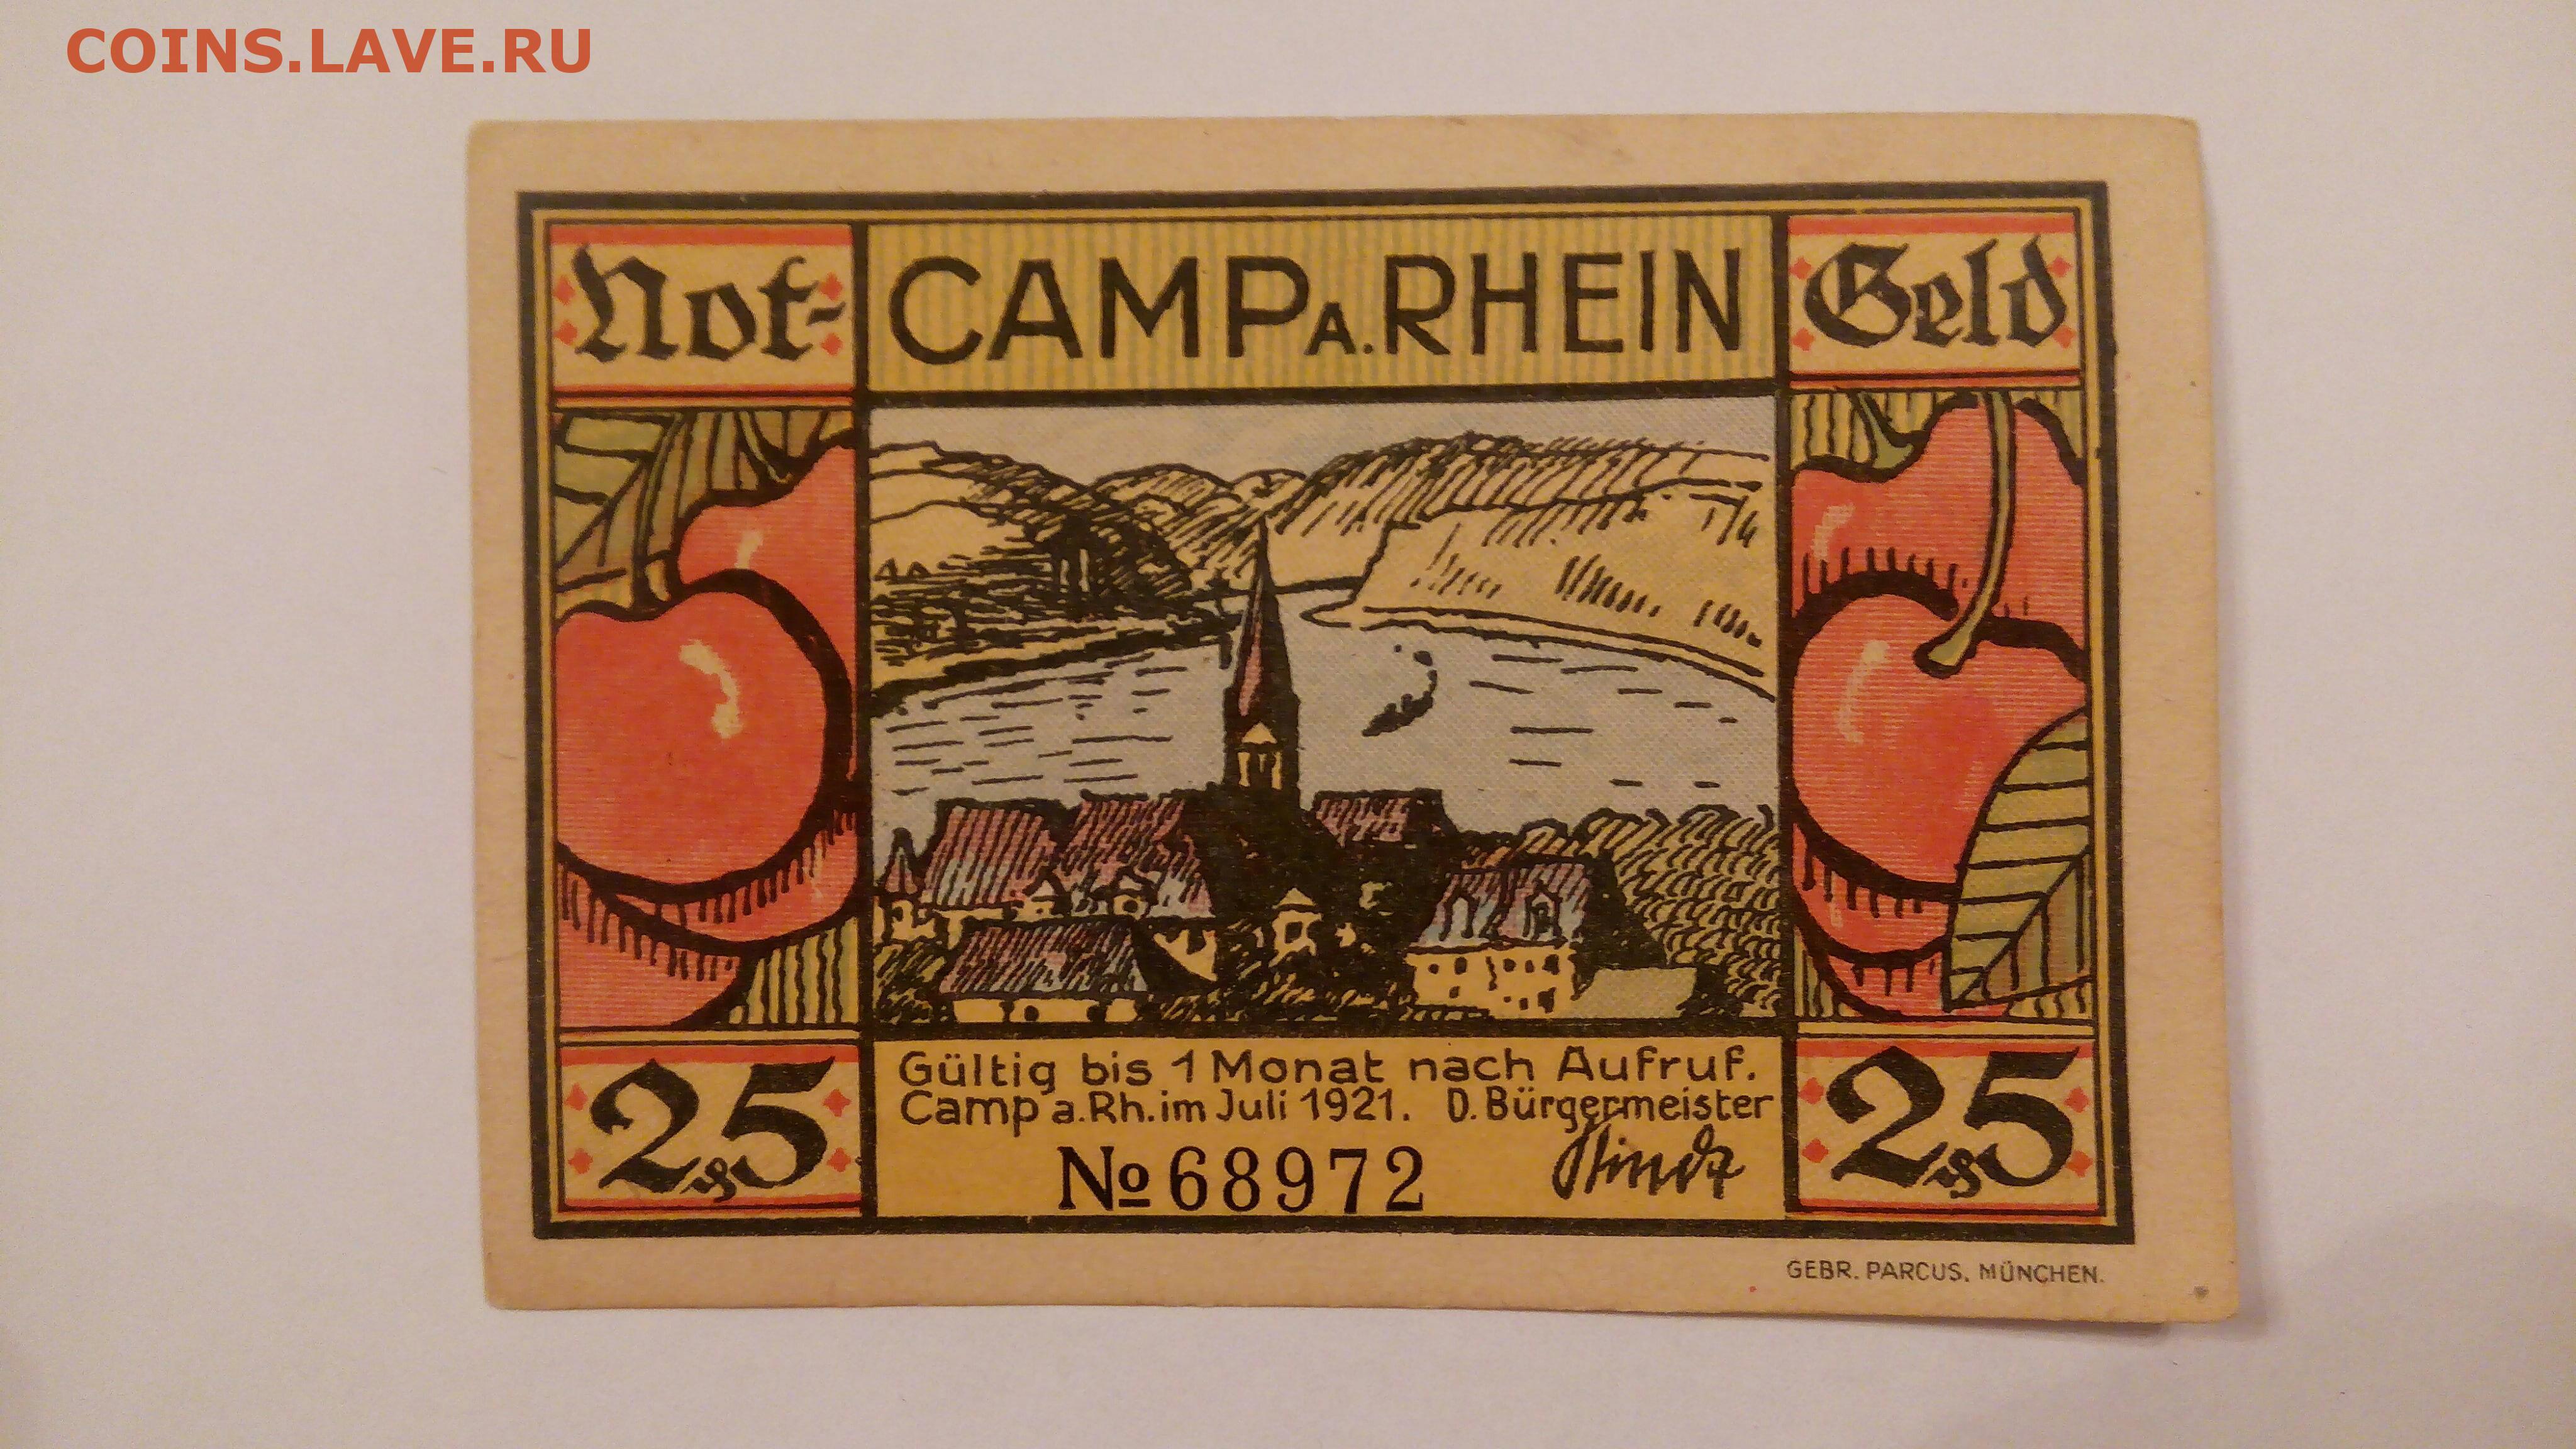 COINS.LAVE.RU
Not- CAMP A. RHEIN Geld
Gültig bis 1 Monat nach Aufruf.
Camp a.Rh. im Juli 1921. D. Bürgermeister
25 25
№ 68972
GEBR. PARCUS. MÜNCHEN.